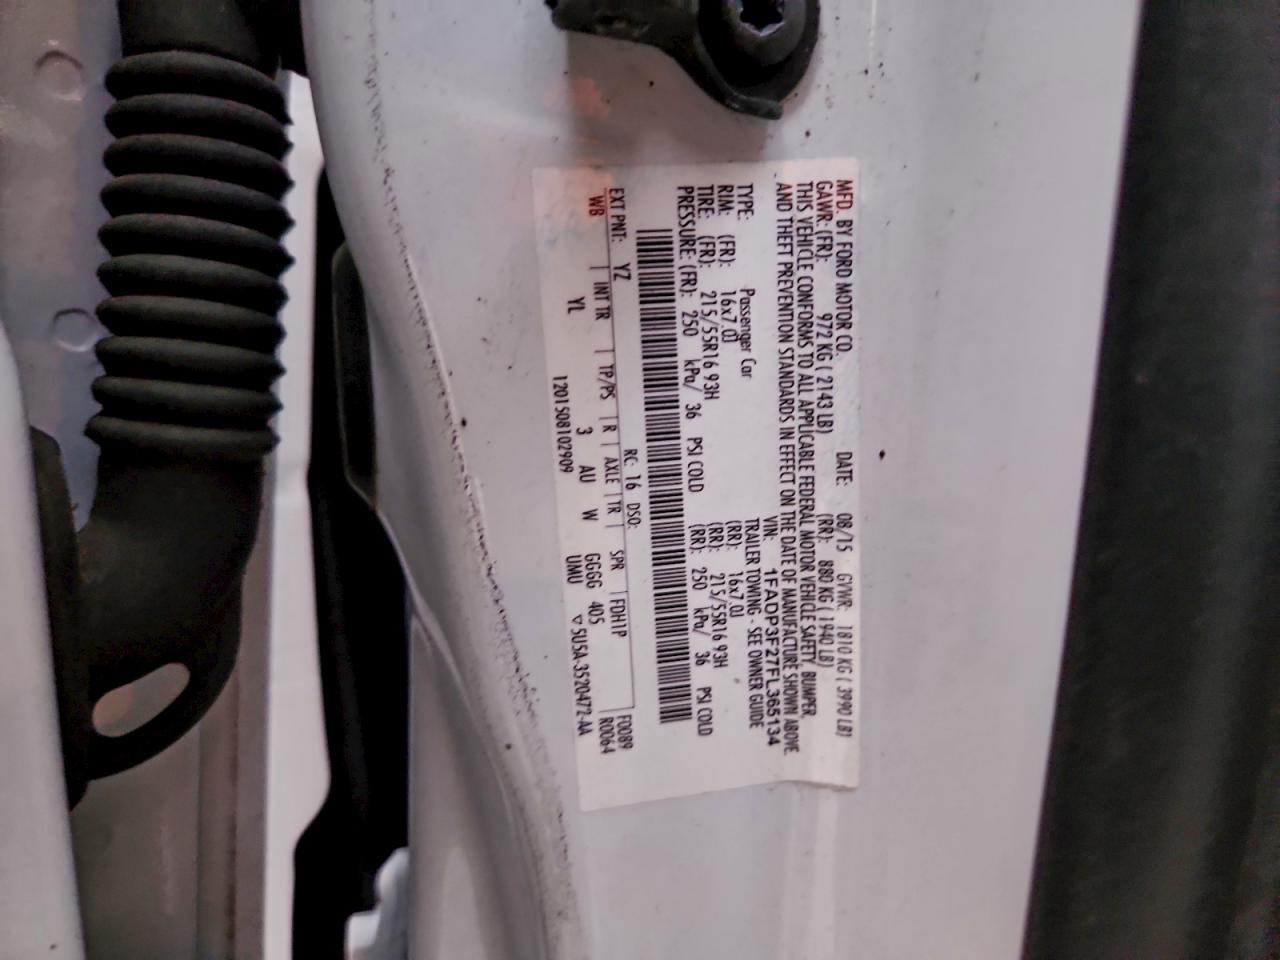 MFD. BY FORD MOTOR CO.
DATE: 08/15 GVWR: 1810 KG ( 3990 LB)
GAWR: (FR): 972 KG ( 2143 LB) (RR): 880 KG ( 1940 LB)
THIS VEHICLE CONFORMS TO ALL APPLICABLE FEDERAL MOTOR VEHICLE SAFETY, BUMPER,
AND THEFT PREVENTION STANDARDS IN EFFECT ON THE DATE OF MANUFACTURE SHOWN ABOVE.
VIN: 1FADP3F27FL365134
TYPE: Passenger Car TRAILER TOWING - SEE OWNER GUIDE
RIM: (FR): 16x7.0J (RR): 16x7.0J
TIRE: (FR): 215/55R16 93H (RR): 215/55R16 93H
PRESSURE: (FR): 250 kPa/ 36 PSI COLD (RR): 250 kPa/ 36 PSI COLD
EXT PNT: YZ RC: 16 DSO: F0089
WB INT TR TP/PS R AXLE TR SPR FDH1P R0064
YL 3 AU W GGGG 405
UMU
1201508102909 ▽ 5U5A-3520472-AA